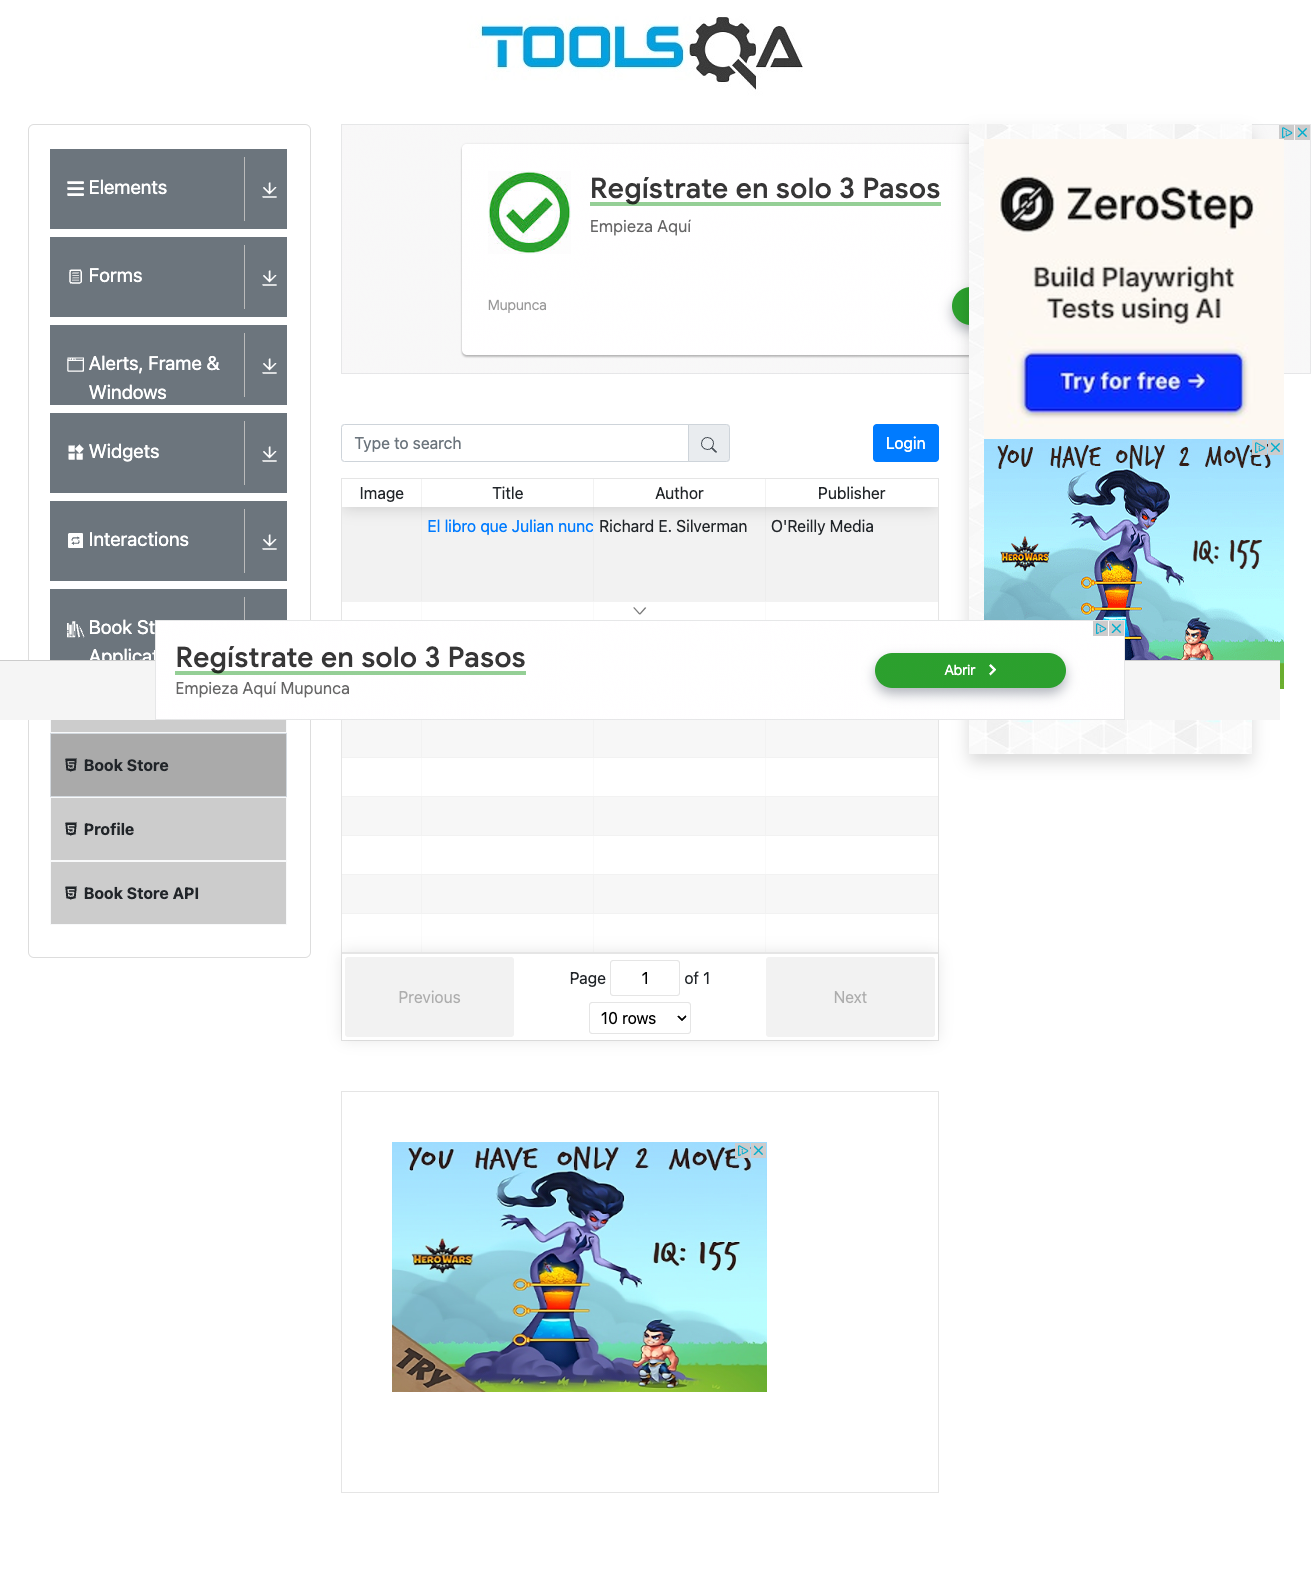 TOOLSQA
Elements
Forms
Alerts, Frame &
Windows
Widgets
Interactions
Book St
Applicat
Book Store
Profile
Book Store API
Regístrate en solo 3 Pasos
Empieza Aquí
Mupunca
Type to search
Login
Image Title Author Publisher
El libro que Julian nunc Richard E. Silverman O'Reilly Media
Regístrate en solo 3 Pasos
Empieza Aquí Mupunca
Abrir
Previous
Page 1 of 1
10 rows
Next
ZeroStep
Build Playwright
Tests using AI
Try for free →
YOU HAVE ONLY 2 MOVES
HERO WARS
IQ: 155
YOU HAVE ONLY 2 MOVES
HERO WARS
IQ: 155
TRY